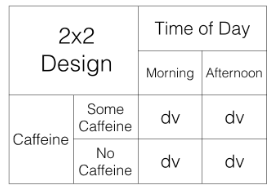 2x2
Design
Time of Day
Morning
Afternoon
Caffeine
Some
Caffeine
dv
dv
No
Caffeine
dv
dv